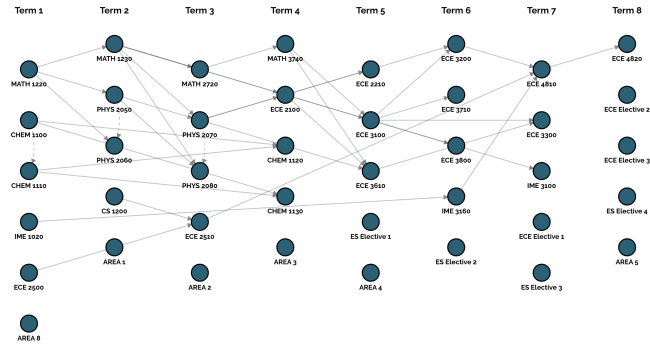 Term 1 Term 2 Term 3 Term 4 Term 5 Term 6 Term 7 Term 8
MATH 1230 MATH 3740 ECE 3200 ECE 4820
MATH 1220 MATH 2720 ECE 2210 ECE 4810
PHYS 2050 ECE 2100 ECE 3710 ECE Elective 2
CHEM 1100 PHYS 2070 ECE 3100 ECE 3300
PHYS 2060 CHEM 1120 ECE 3800 ECE Elective 3
CHEM 1110 PHYS 2080 ECE 3610 IME 3100
CS 1200 CHEM 1130 IME 3160 ES Elective 4
IME 1020 ECE 2510 ES Elective 1 ECE Elective 1
AREA 1 AREA 3 ES Elective 2 AREA 5
ECE 2500 AREA 2 AREA 4 ES Elective 3
AREA 8